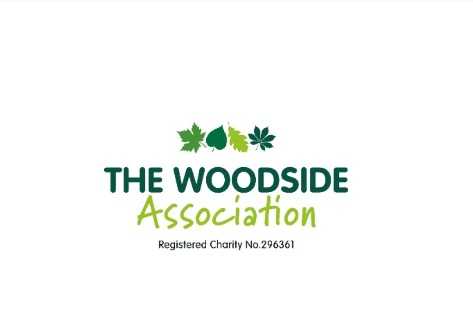 THE WOODSIDE
Association
Registered Charity No.296361